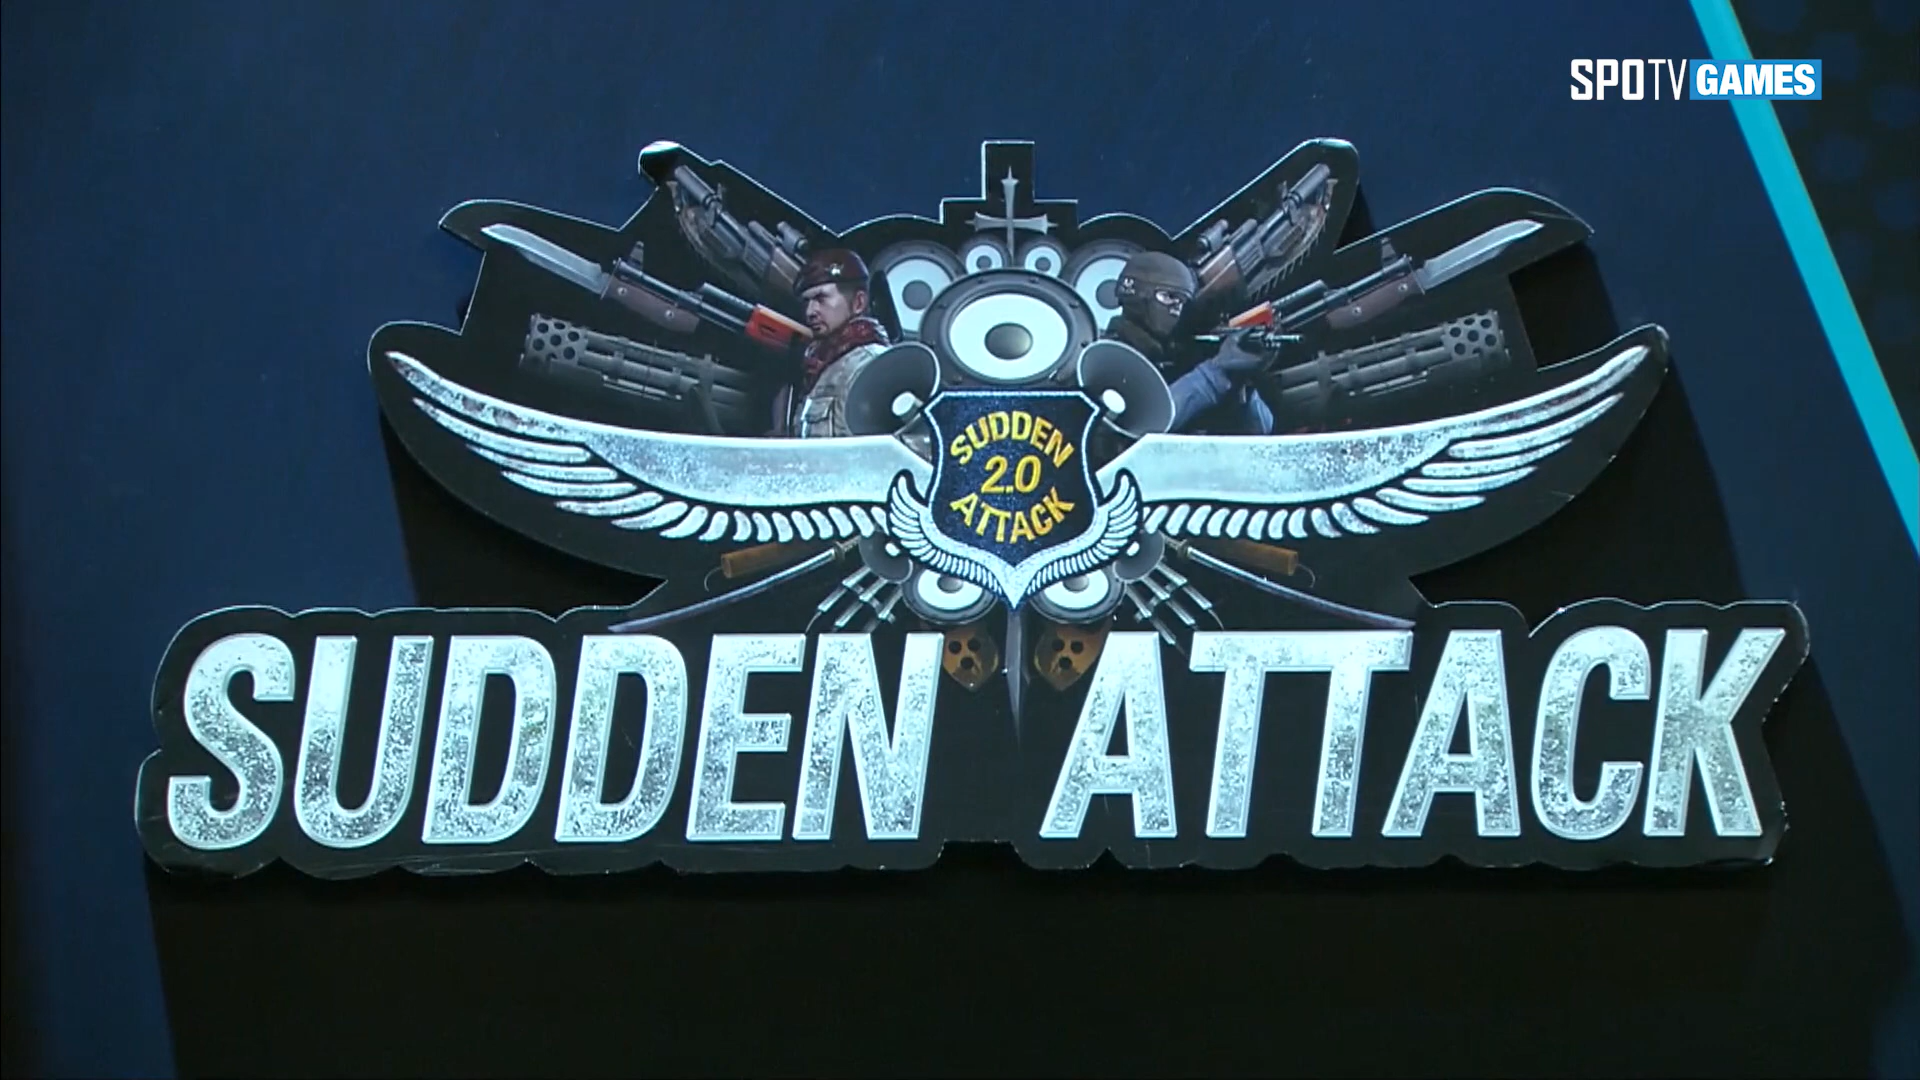 SPOTV GAMES
SUDDEN
2.0
ATTACK
SUDDEN ATTACK